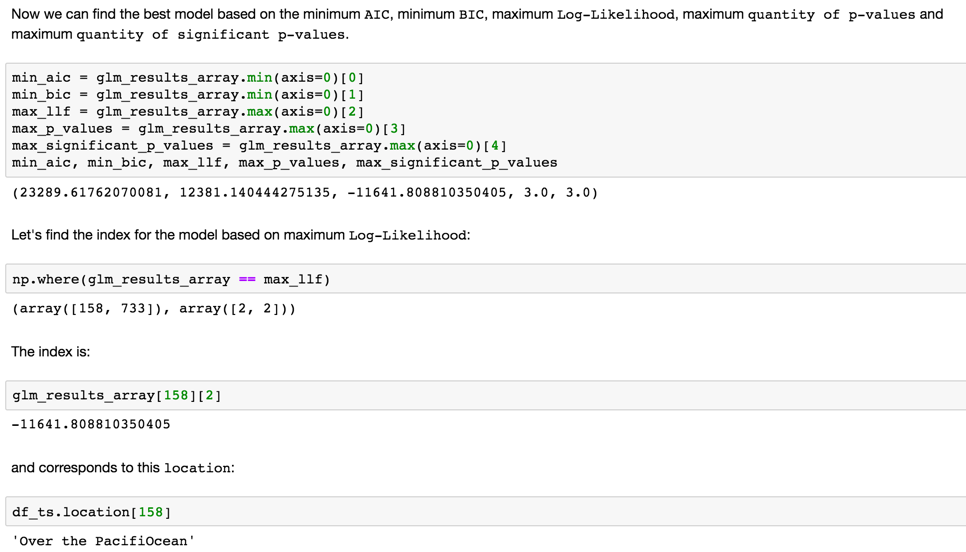 Now we can find the best model based on the minimum AIC, minimum BIC, maximum Log-Likelihood, maximum quantity of p-values and
maximum quantity of significant p-values.
min_aic = glm_results_array.min(axis=0)[0]
min_bic = glm_results_array.min(axis=0)[1]
max_llf = glm_results_array.max(axis=0)[2]
max_p_values = glm_results_array.max(axis=0)[3]
max_significant_p_values = glm_results_array.max(axis=0)[4]
min_aic, min_bic, max_llf, max_p_values, max_significant_p_values
(23289.61762070081, 12381.140444275135, -11641.808810350405, 3.0, 3.0)
Let's find the index for the model based on maximum Log-Likelihood:
np.where(glm_results_array == max_llf)
(array([158, 733]), array([2, 2]))
The index is:
glm_results_array[158][2]
-11641.808810350405
and corresponds to this location:
df_ts.location[158]
'Over the PacifiOcean'